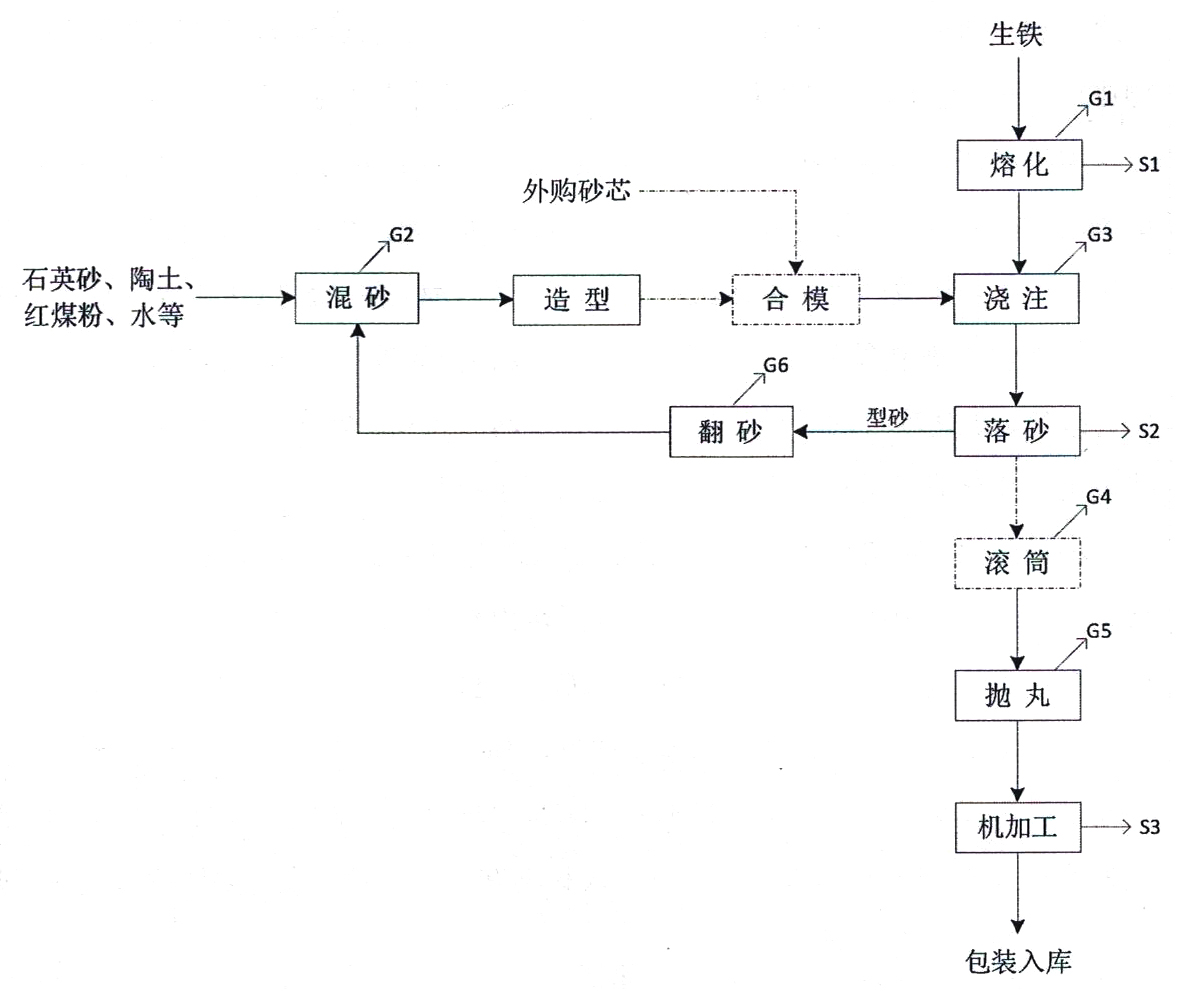 生铁
G1
熔化
S1
外购砂芯
G2
G3
石英砂、陶土、
红煤粉、水等
混砂
造型
合模
浇注
G6
翻砂
型砂
落砂
S2
G4
滚筒
G5
抛丸
机加工
S3
包装入库